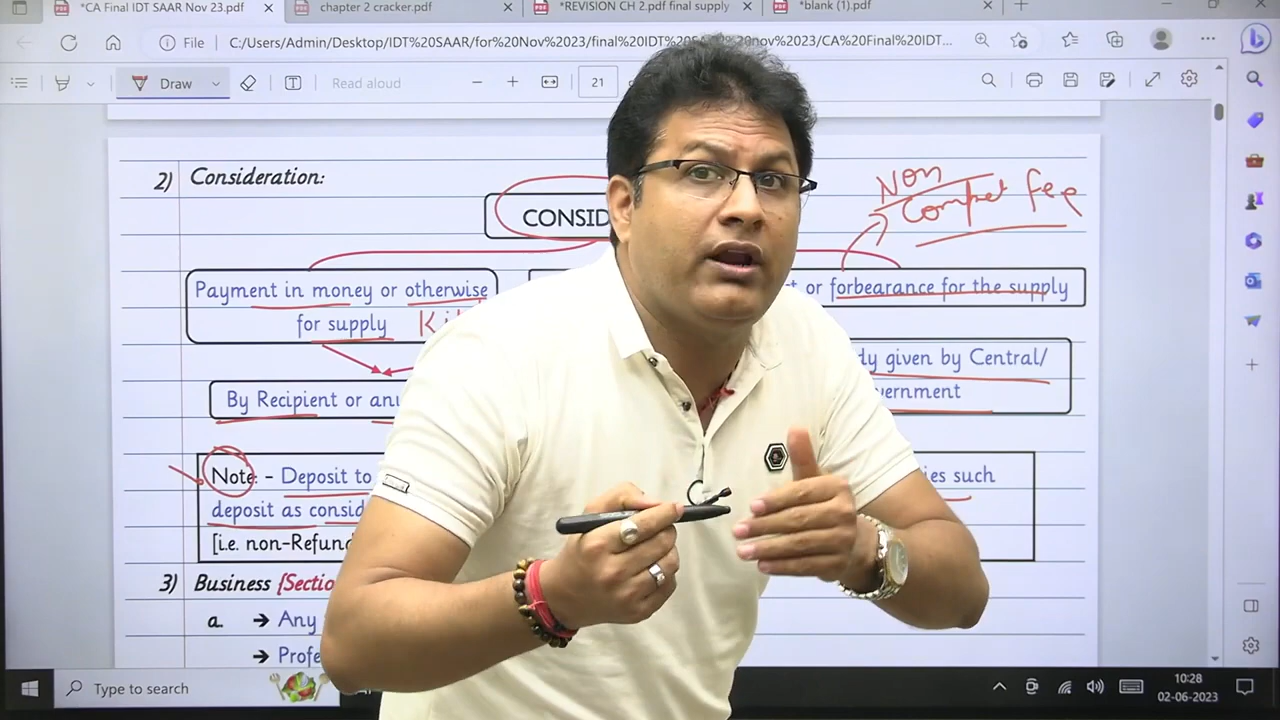 *CA Final IDT SAAR Nov 23.pdf
chapter 2 cracker.pdf
*REVISION CH 2.pdf final supply
*blank (1).pdf
File
C:/Users/Admin/Desktop/IDT%20SAAR/for%20Nov%2023/final%20IDT%20 nov%2023/CA%20Final%20IDT...
Draw
Read aloud
21
2) Consideration:
CONSID
Non
Compet fee
Payment in money or otherwise
for supply
or forbearance for the supply
By Recipient or
given by Central/
Note: - Deposit to
ies such
deposit as consid
[i.e. non-Refund
3) Business {Sectio
a. → Any
→ Profe
Type to search
10:28
02-06-2023